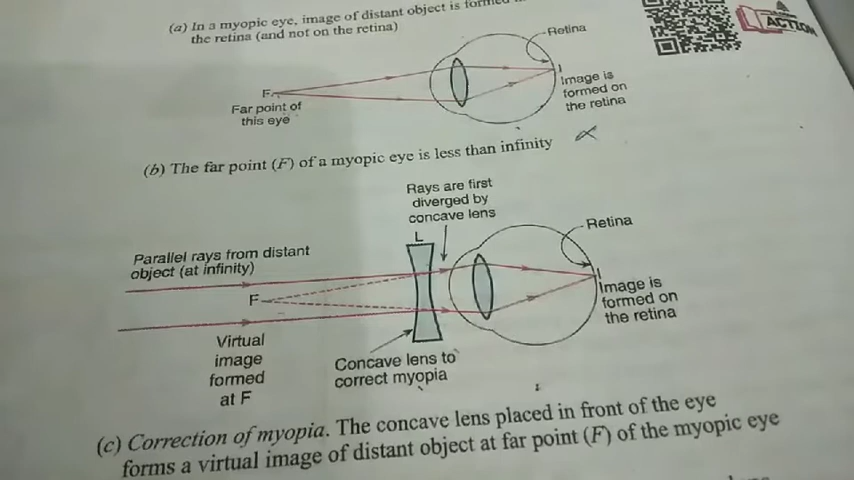 (a) In a myopic eye, image of distant object is formed
the retina (and not on the retina)
ACTION
Retina
F
I
Far point of
this eye
Image is
formed on
the retina
(b) The far point (F) of a myopic eye is less than infinity
Rays are first
diverged by
concave lens
L
Retina
Parallel rays from distant
object (at infinity)
F
I
Image is
formed on
the retina
Virtual
image
formed
at F
Concave lens to
correct myopia
(c) Correction of myopia. The concave lens placed in front of the eye
forms a virtual image of distant object at far point (F) of the myopic eye